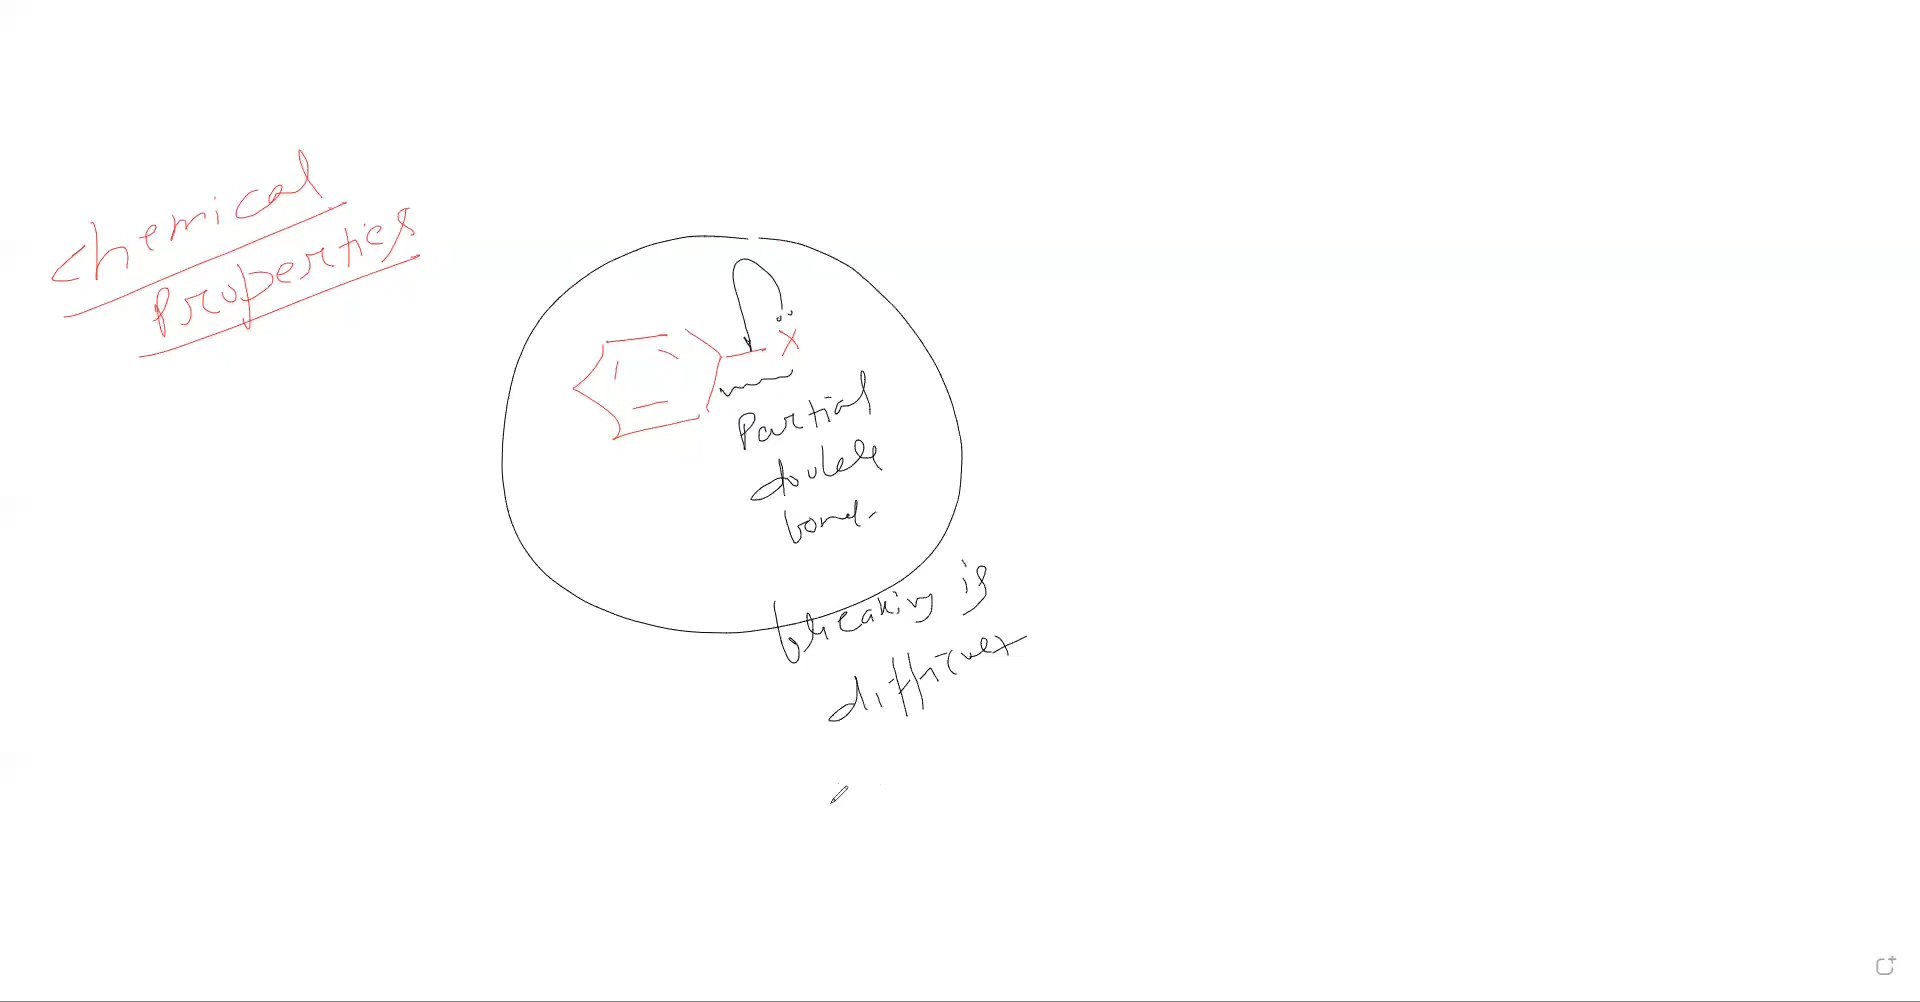 Chemical
Properties
X
Partial
double
bond.
breaking is
difficult